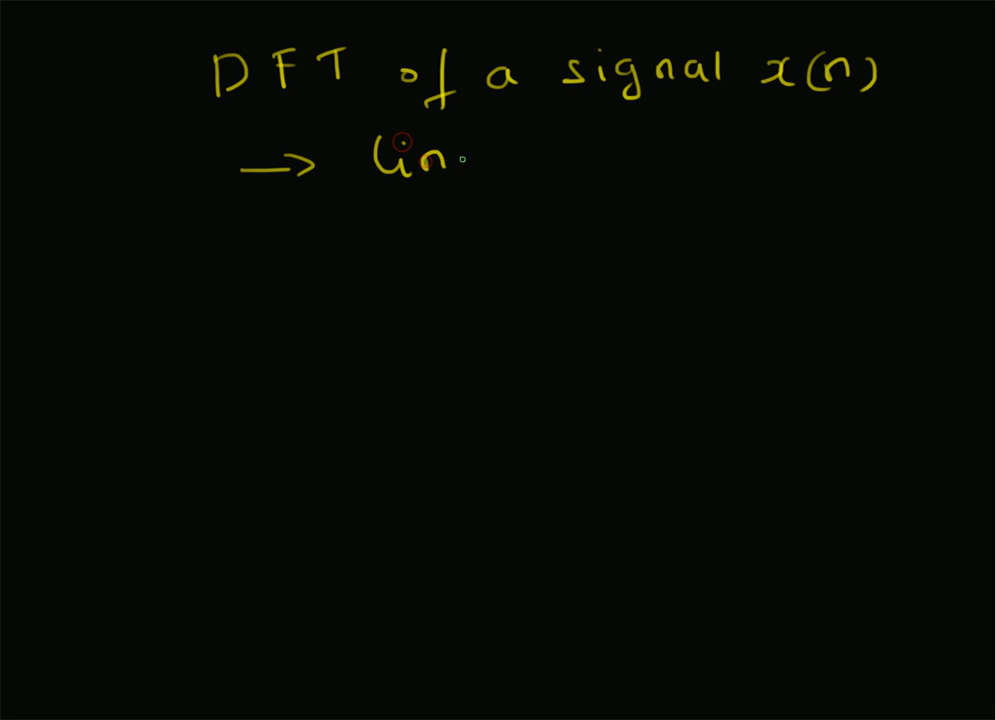 DFT of a signal x(n)
→ lin